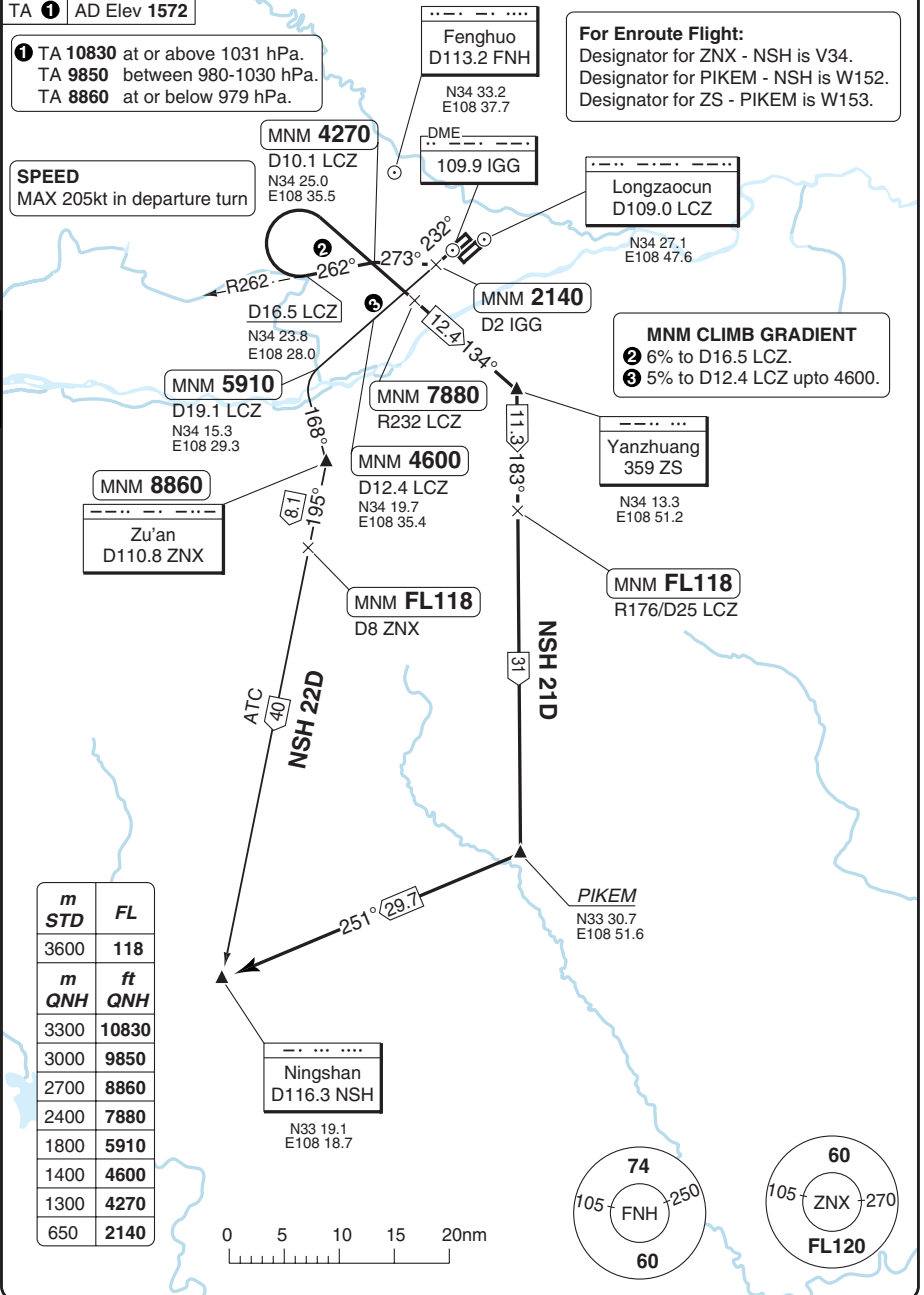 TA ❶ AD Elev 1572
❶ TA 10830 at or above 1031 hPa.
TA 9850 between 980-1030 hPa.
TA 8860 at or below 979 hPa.
Fenghuo
D113.2 FNH
N34 33.2
E108 37.7
For Enroute Flight:
Designator for ZNX - NSH is V34.
Designator for PIKEM - NSH is W152.
Designator for ZS - PIKEM is W153.
SPEED
MAX 205kt in departure turn
MNM 4270
D10.1 LCZ
N34 25.0
E108 35.5
DME
109.9 IGG
Longzaocun
D109.0 LCZ
N34 27.1
E108 47.6
❷
232°
273°
262°
R262
❸
D16.5 LCZ
N34 23.8
E108 28.0
MNM 2140
D2 IGG
12.4
134°
MNM CLIMB GRADIENT
❷ 6% to D16.5 LCZ.
❸ 5% to D12.4 LCZ upto 4600.
MNM 5910
D19.1 LCZ
N34 15.3
E108 29.3
MNM 7880
R232 LCZ
168°
11.3
183°
Yanzhuang
359 ZS
N34 13.3
E108 51.2
MNM 4600
D12.4 LCZ
N34 19.7
E108 35.4
MNM 8860
Zu'an
D110.8 ZNX
8.1
195°
MNM FL118
D8 ZNX
MNM FL118
R176/D25 LCZ
NSH 21D
31
ATC
40
NSH 22D
PIKEM
N33 30.7
E108 51.6
251°
29.7
Ningshan
D116.3 NSH
N33 19.1
E108 18.7
m STD FL
3600 118
m QNH ft QNH
3300 10830
3000 9850
2700 8860
2400 7880
1800 5910
1400 4600
1300 4270
650 2140
0 5 10 15 20nm
74
105 FNH 250
60
60
105 ZNX 270
FL120